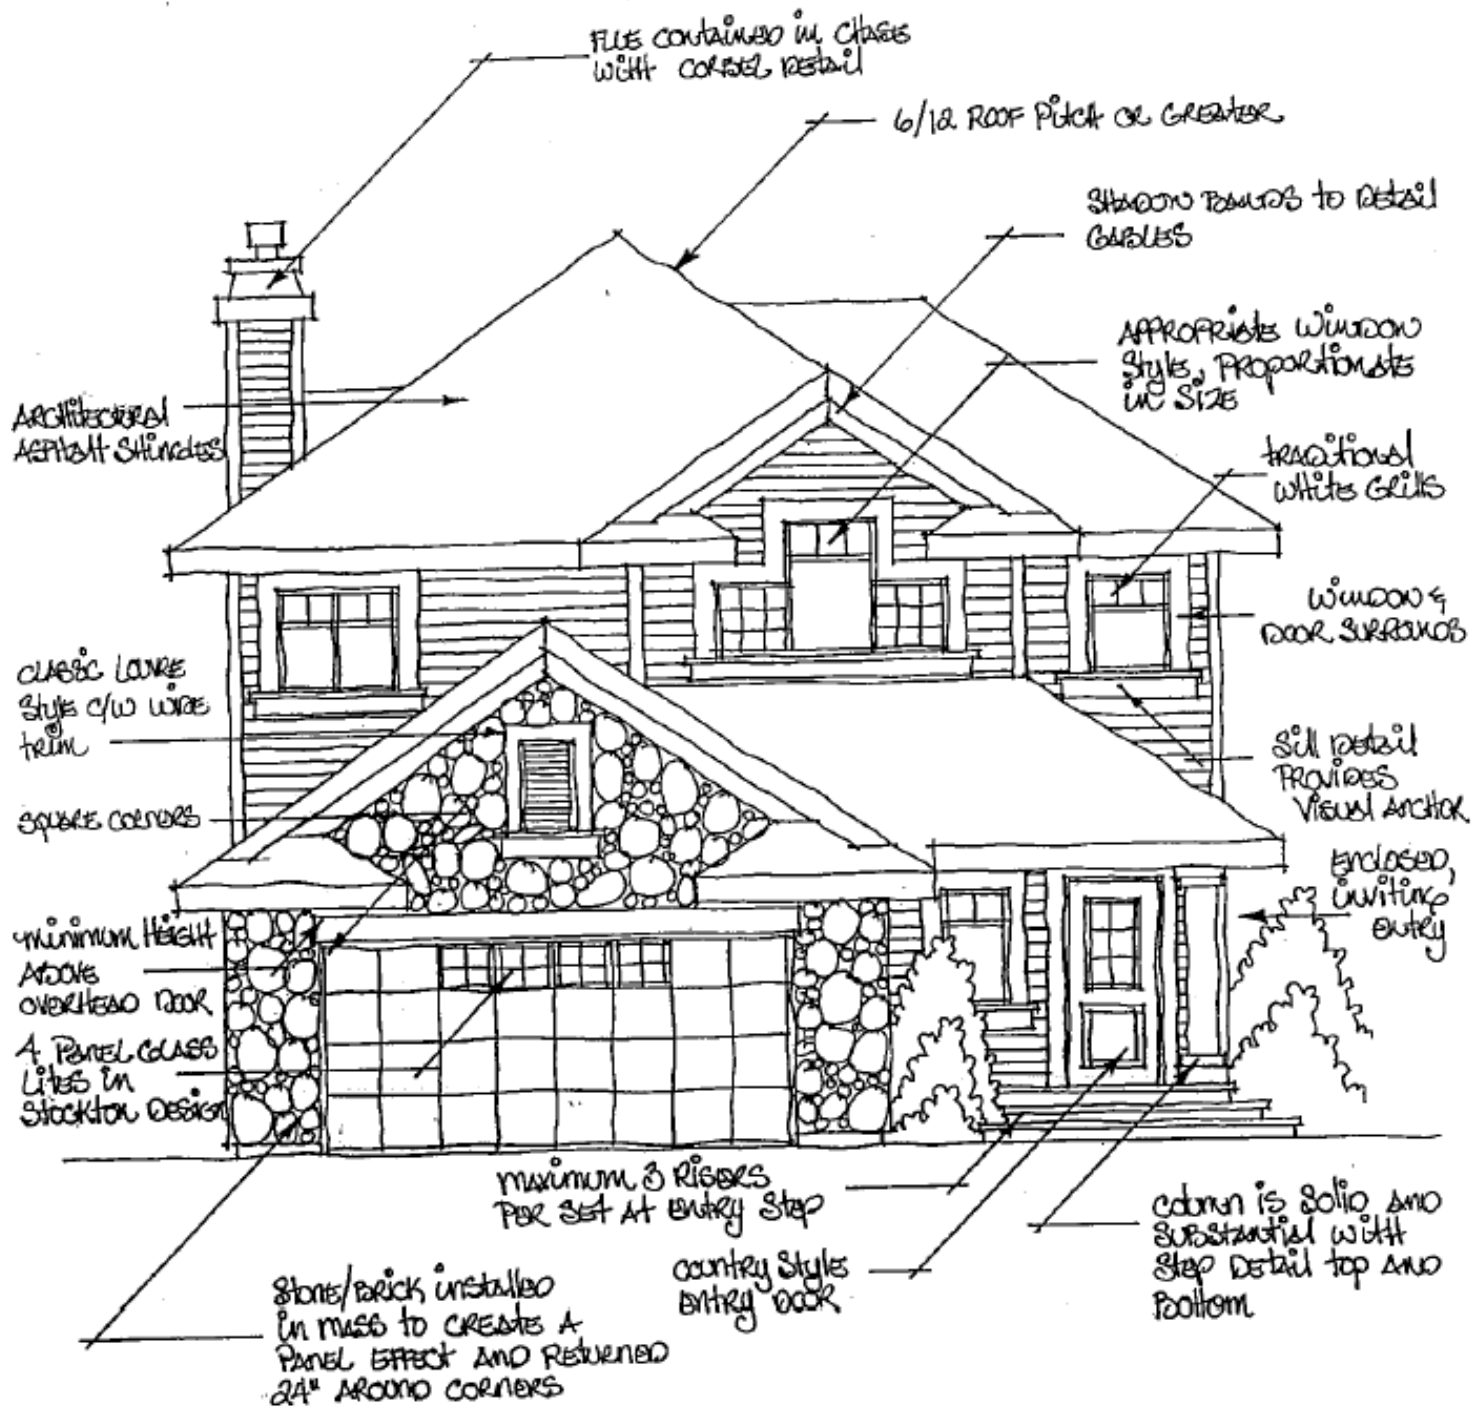 FLUE CONTAINED IN CHASE
WITH CORBEL DETAIL
6/12 ROOF PITCH OR GREATER
SHADOW BANDS TO DETAIL
GABLES
APPROPRIATE WINDOW
STYLE, PROPORTIONATE
IN SIZE
ARCHITECTURAL
ASPHALT SHINGLES
TRADITIONAL
WHITE GRILLS
WINDOW &
DOOR SURROUNDS
CLASSIC LOUVRE
STYLE C/W WIDE
TRIM
SILL DETAIL
PROVIDES
VISUAL ANCHOR
SQUARE CORNERS
ENCLOSED,
INVITING
ENTRY
MINIMUM HEIGHT
ABOVE
OVERHEAD DOOR
4 PANEL GLASS
LITES IN
STOCKTON DESIGN
MAXIMUM 3 RISERS
PER SET AT ENTRY STEP
COLUMN IS SOLID AND
SUBSTANTIAL WITH
STEP DETAIL TOP AND
BOTTOM
COUNTRY STYLE
ENTRY DOOR
STONE/BRICK INSTALLED
IN MASS TO CREATE A
PANEL EFFECT AND RETURNED
24" AROUND CORNERS